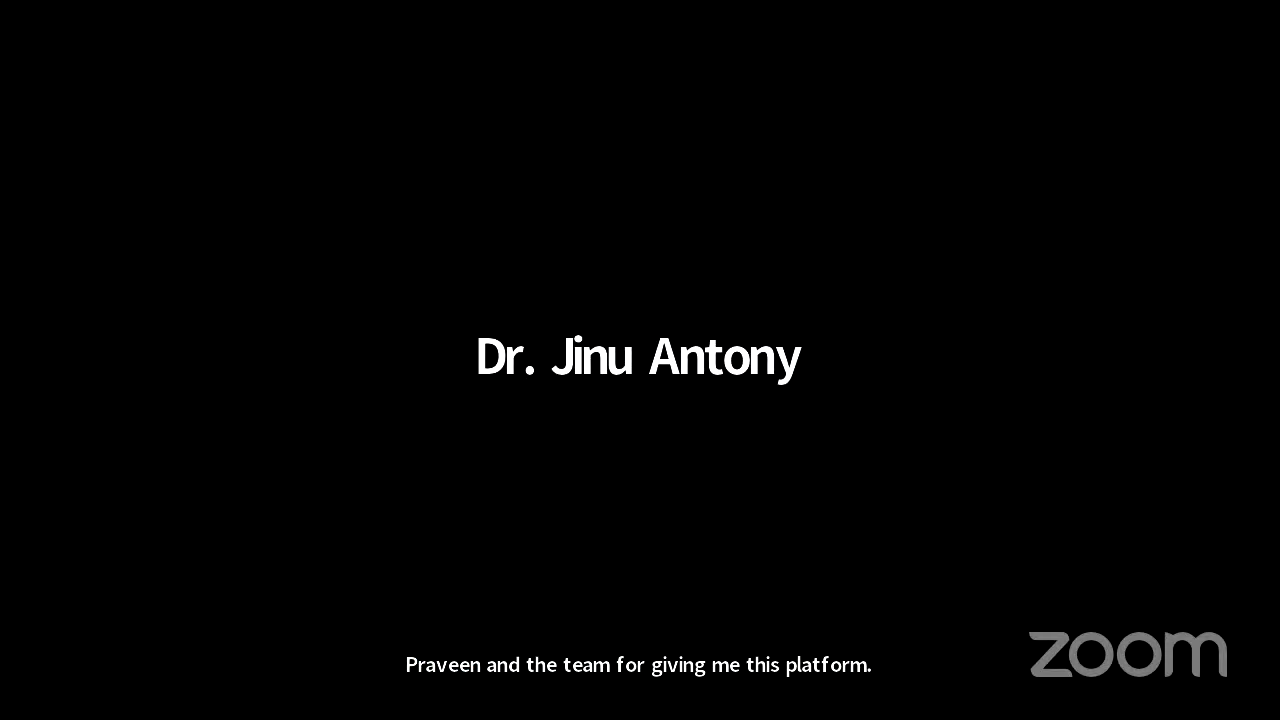 Dr. Jinu Antony
Praveen and the team for giving me this platform.
zoom